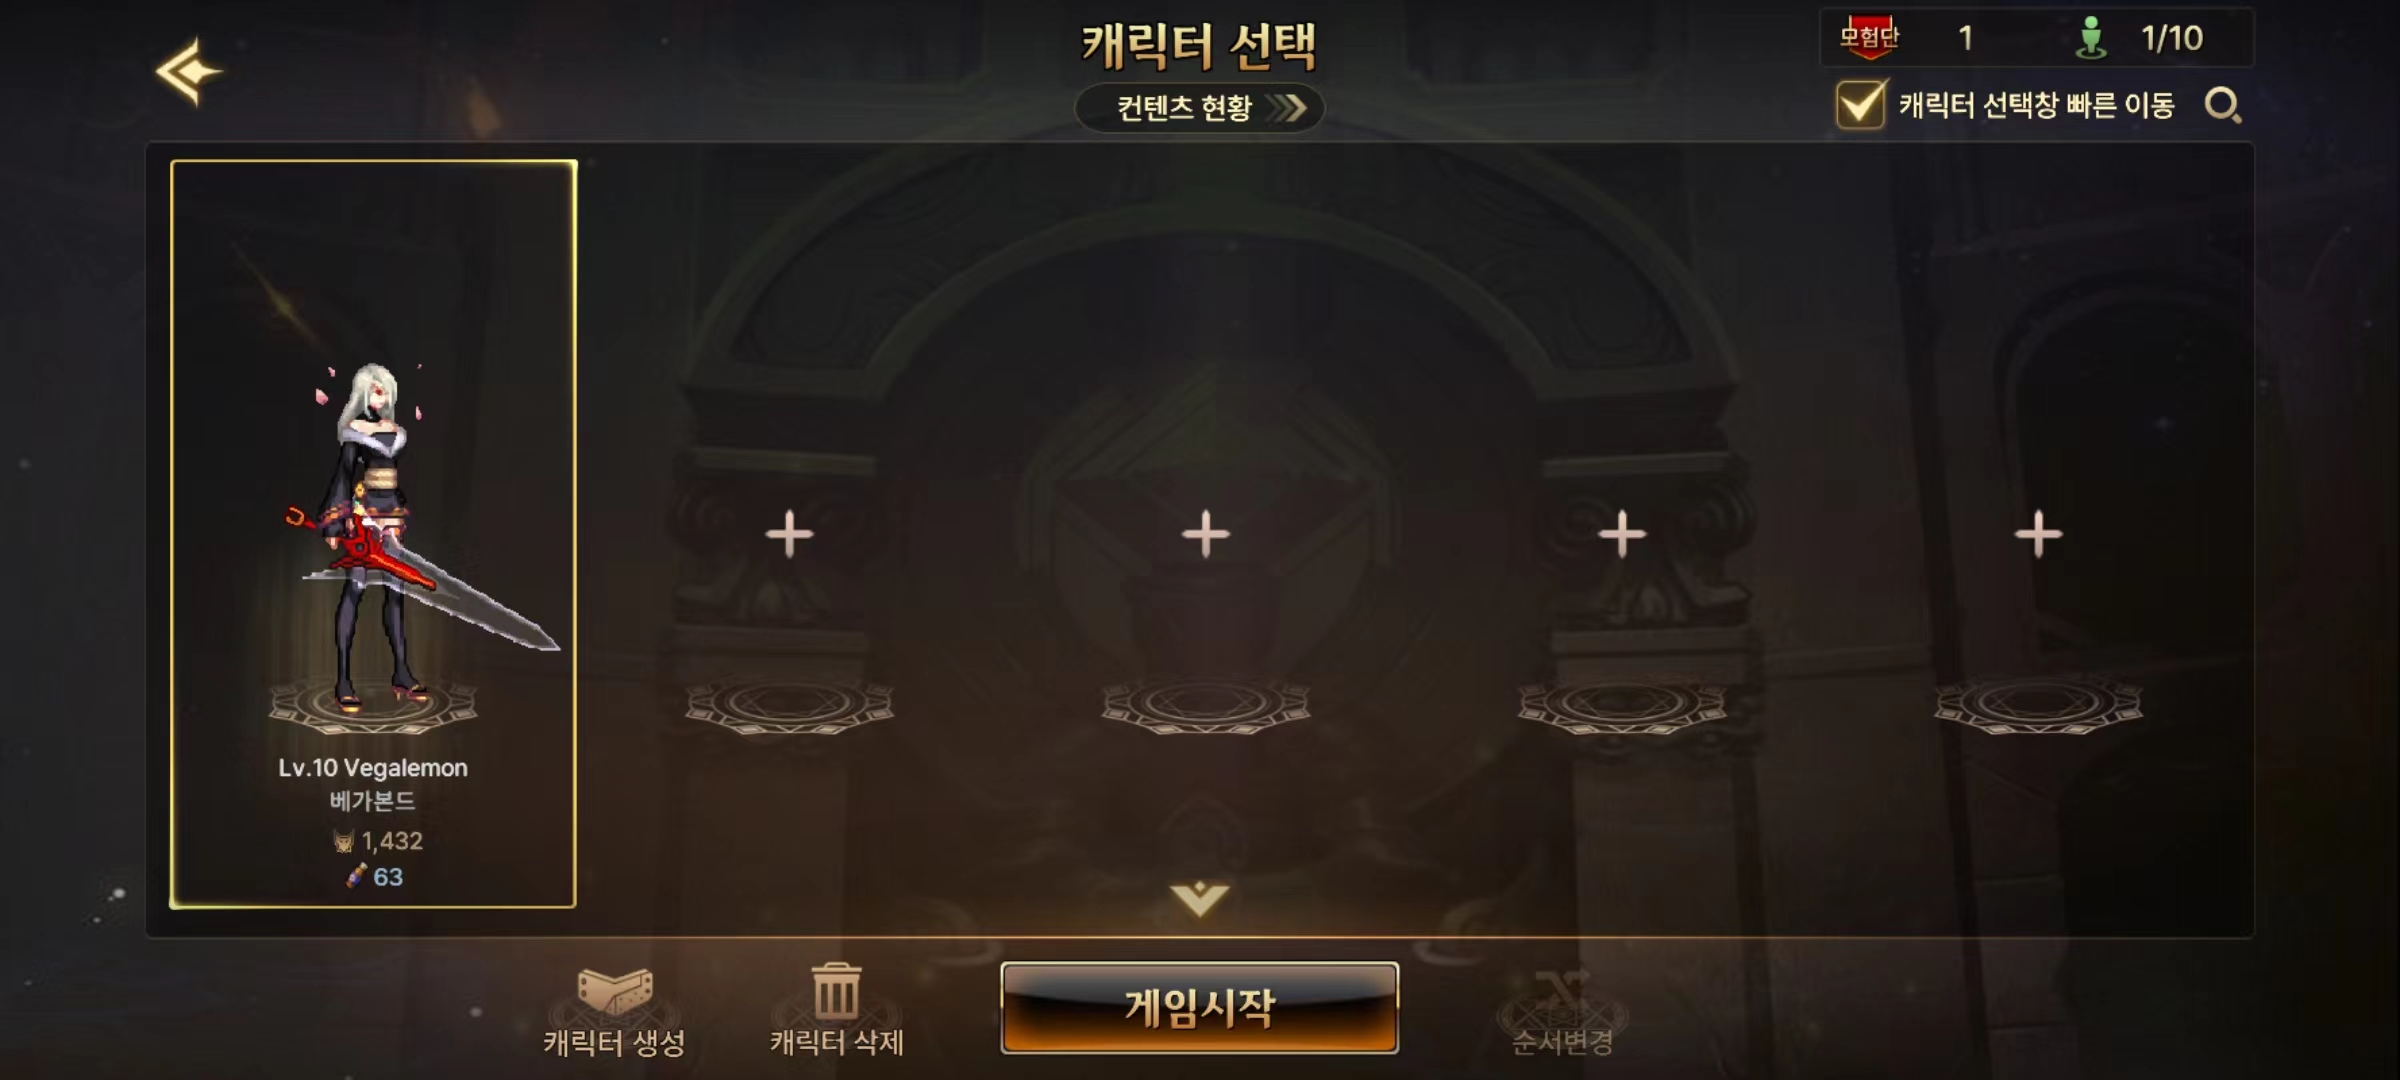 캐릭터 선택
컨텐츠 현황
모험단 1 1/10
캐릭터 선택창 빠른 이동
Lv.10 Vegalemon
베가본드
1,432
63
캐릭터 생성
캐릭터 삭제
게임시작
순서변경